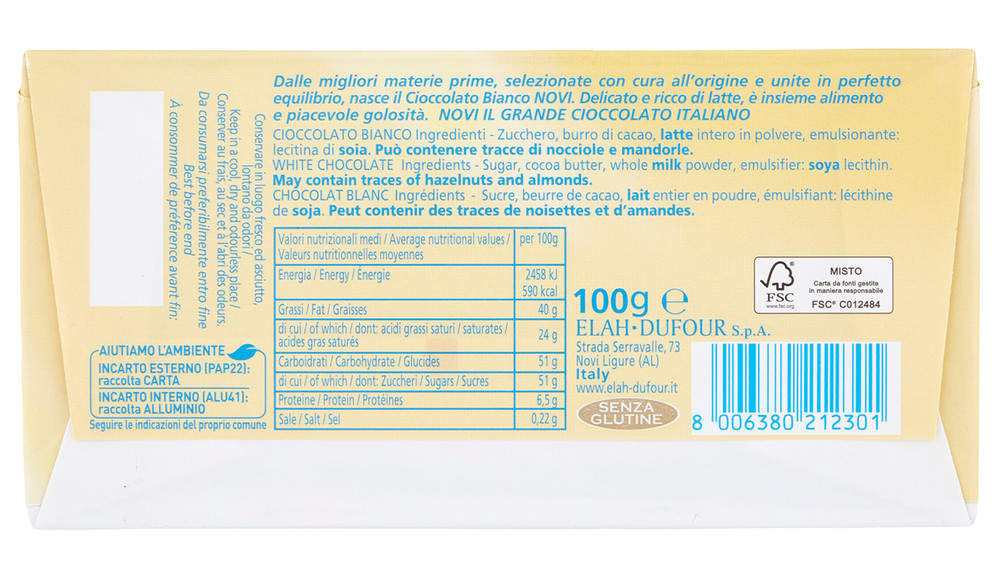 Dalle migliori materie prime, selezionate con cura all'origine e unite in perfetto
equilibrio, nasce il Cioccolato Bianco NOVI. Delicato e ricco di latte, è insieme alimento
e piacevole golosità. NOVI IL GRANDE CIOCCOLATO ITALIANO
CIOCCOLATO BIANCO Ingredienti - Zucchero, burro di cacao, latte intero in polvere, emulsionante:
lecitina di soia. Può contenere tracce di nocciole e mandorle.
WHITE CHOCOLATE Ingredients - Sugar, cocoa butter, whole milk powder, emulsifier: soya lecithin.
May contain traces of hazelnuts and almonds.
CHOCOLAT BLANC Ingrédients - Sucre, beurre de cacao, lait entier en poudre, émulsifiant: lécithine
de soja. Peut contenir des traces de noisettes et d'amandes.
Conservare in luogo fresco ed asciutto,
lontano da odori /
Keep in a cool, dry and odourless place /
Conserver au frais, au sec et à l'abri des odeurs.
Da consumarsi preferibilmente entro fine
Best before end
À consommer de préférence avant fin:
Valori nutrizionali medi / Average nutritional values / per 100g
Valeurs nutritionnelles moyennes
Energia / Energy / Énergie 2458 kJ
590 kcal
Grassi / Fat / Graisses 40 g
di cui / of which / dont: acidi grassi saturi / saturates / 24 g
acides gras saturés
Carboidrati / Carbohydrate / Glucides 51 g
di cui / of which / dont: Zuccheri / Sugars / Sucres 51 g
Proteine / Protein / Protéines 6,5 g
Sale / Salt / Sel 0,22 g
AIUTIAMO L'AMBIENTE
INCARTO ESTERNO (PAP22):
raccolta CARTA
INCARTO INTERNO (ALU41):
raccolta ALLUMINIO
Seguire le indicazioni del proprio comune
100g e
ELAH·DUFOUR S.p.A.
Strada Serravalle, 73
Novi Ligure (AL)
Italy
www.elah-dufour.it
SENZA
GLUTINE
FSC
www.fsc.org
MISTO
Carta da fonti gestite
in maniera responsabile
FSC® C012484
8 006380 212301